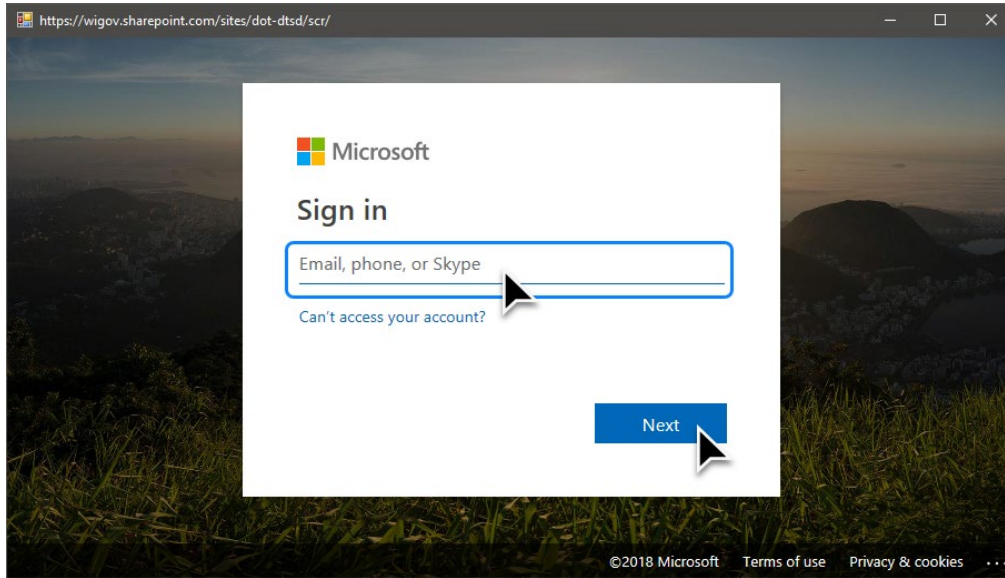 https://wigov.sharepoint.com/sites/dot-dtsd/scr/
Microsoft
Sign in
Email, phone, or Skype
Can't access your account?
Next
©2018 Microsoft Terms of use Privacy & cookies ..